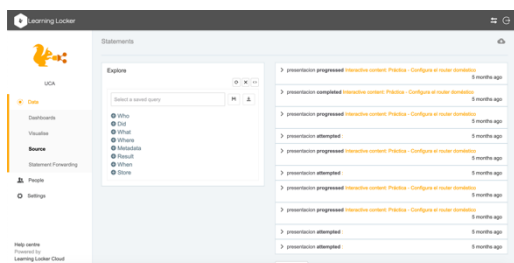 Learning Locker
Statements
UCA
Data
Dashboards
Visualise
Source
Statement Forwarding
People
Settings
Help centre
Powered by
Learning Locker Cloud
Explore
Select a saved query
Who
Did
What
Where
Metadata
Result
When
Store
presentacion progressed Interactive content: Práctica - Configura el router doméstico
5 months ago
presentacion completed Interactive content: Práctica - Configura el router doméstico
5 months ago
presentacion progressed Interactive content: Práctica - Configura el router doméstico
5 months ago
presentacion attempted 5 months ago
presentacion progressed Interactive content: Práctica - Configura el router doméstico
5 months ago
presentacion attempted 5 months ago
presentacion progressed Interactive content: Práctica - Configura el router doméstico
5 months ago
presentacion progressed Interactive content: Práctica - Configura el router doméstico
5 months ago
presentacion attempted 5 months ago
presentacion attempted 5 months ago